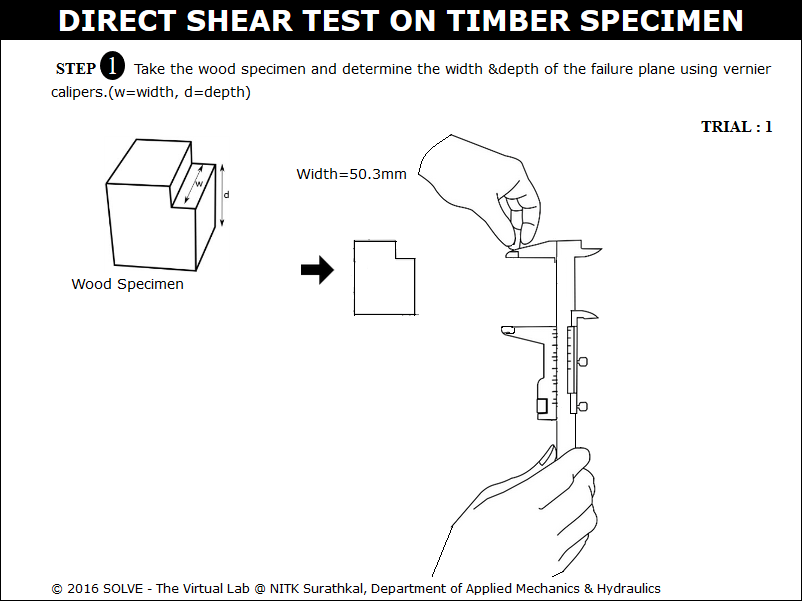 DIRECT SHEAR TEST ON TIMBER SPECIMEN
STEP 1 Take the wood specimen and determine the width &depth of the failure plane using vernier
calipers.(w=width, d=depth)
TRIAL : 1
Width=50.3mm
w
d
Wood Specimen
© 2016 SOLVE - The Virtual Lab @ NITK Surathkal, Department of Applied Mechanics & Hydraulics